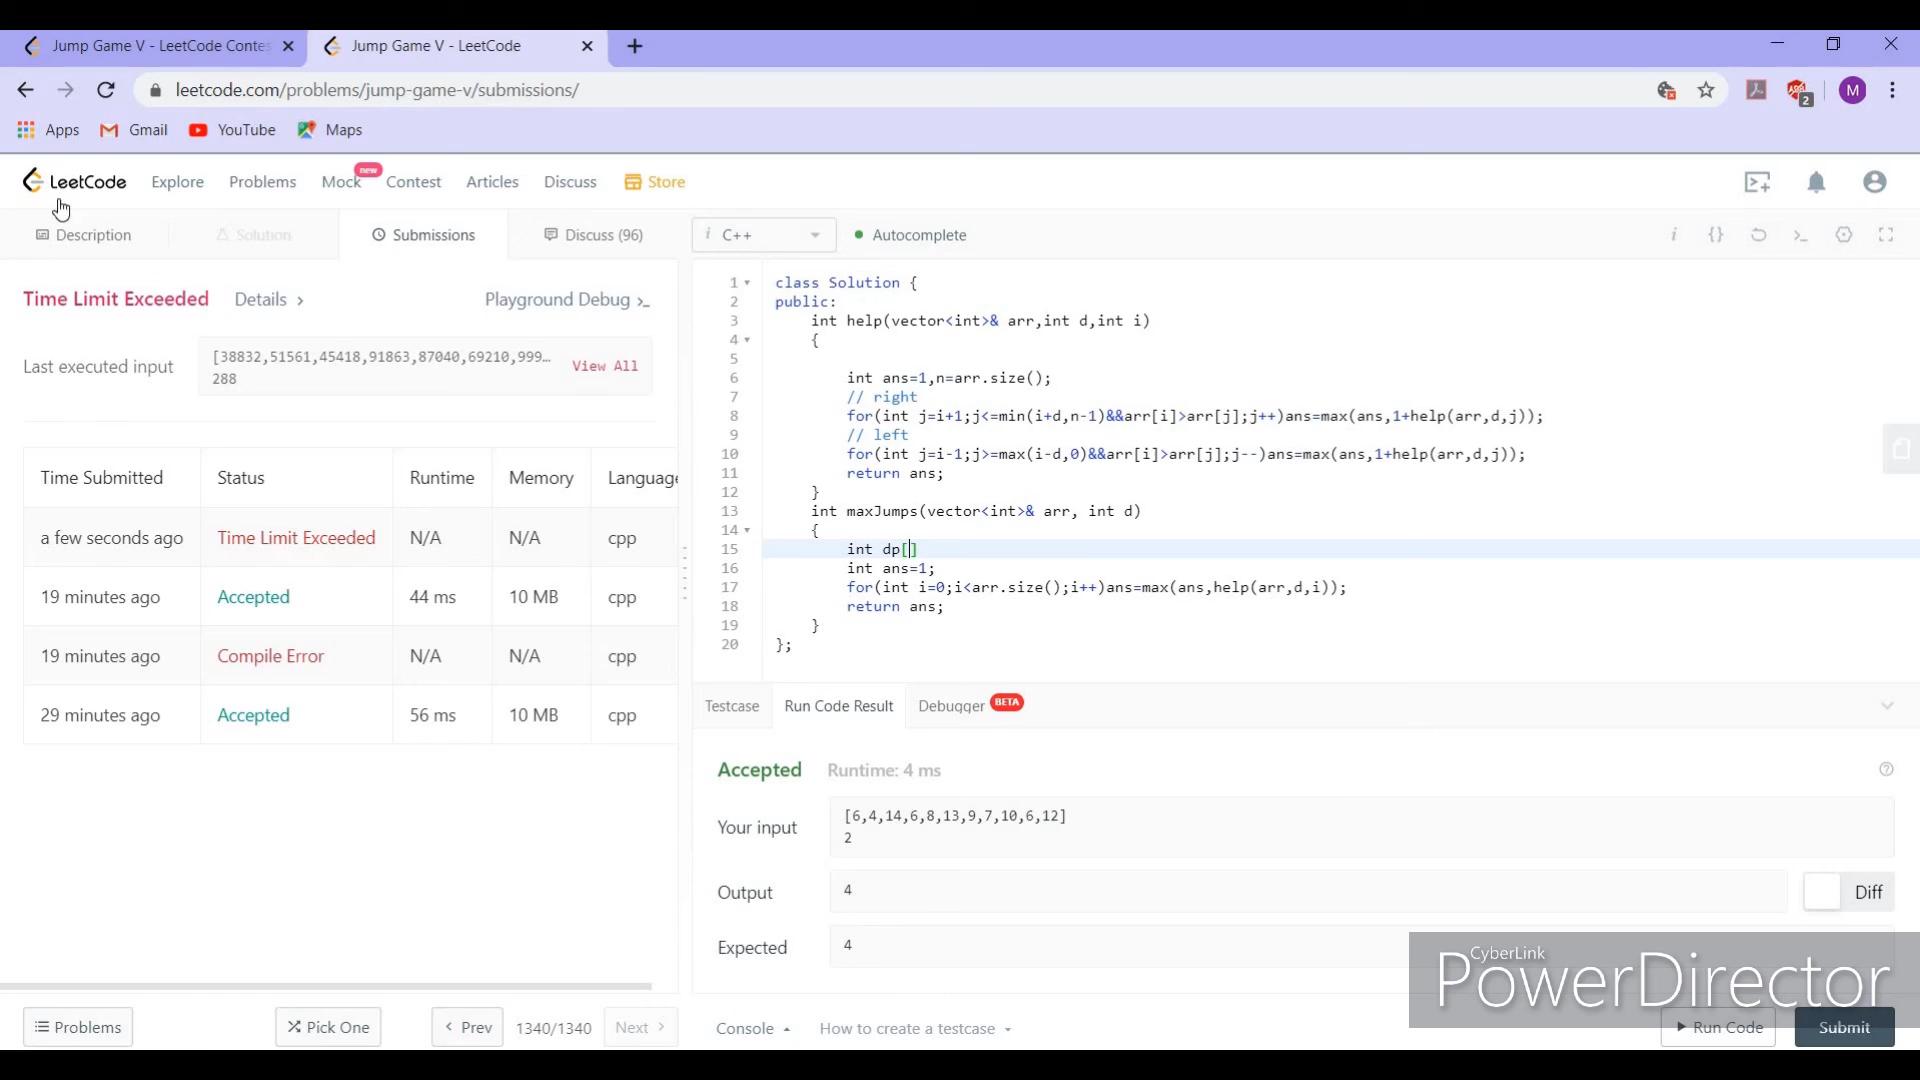 Jump Game V - LeetCode Contes
Jump Game V - LeetCode
leetcode.com/problems/jump-game-v/submissions/
2
M
Apps
Gmail
YouTube
Maps
LeetCode
Explore
Problems
Mock
new
Contest
Articles
Discuss
Store
Description
Solution
Submissions
Discuss (96)
i C++
Autocomplete
Time Limit Exceeded
Details >
Playground Debug >_
Last executed input
[38832,51561,45418,91863,87040,69210,999…
288
View All
Time Submitted Status Runtime Memory Language
a few seconds ago Time Limit Exceeded N/A N/A cpp
19 minutes ago Accepted 44 ms 10 MB cpp
19 minutes ago Compile Error N/A N/A cpp
29 minutes ago Accepted 56 ms 10 MB cpp
Problems
Pick One
< Prev
1340/1340
Next >
1 class Solution {
2 public:
3 int help(vector<int>& arr,int d,int i)
4 {
5
6 int ans=1,n=arr.size();
7 // right
8 for(int j=i+1;j<=min(i+d,n-1)&&arr[i]>arr[j];j++)ans=max(ans,1+help(arr,d,j));
9 // left
10 for(int j=i-1;j>=max(i-d,0)&&arr[i]>arr[j];j--)ans=max(ans,1+help(arr,d,j));
11 return ans;
12 }
13 int maxJumps(vector<int>& arr, int d)
14 {
15 int dp[]
16 int ans=1;
17 for(int i=0;i<arr.size();i++)ans=max(ans,help(arr,d,i));
18 return ans;
19 }
20 };
Testcase
Run Code Result
Debugger
BETA
Accepted
Runtime: 4 ms
Your input
[6,4,14,6,8,13,9,7,10,6,12]
2
Output
4
Diff
Expected
4
CyberLink
PowerDirector
Console
How to create a testcase
Run Code
Submit